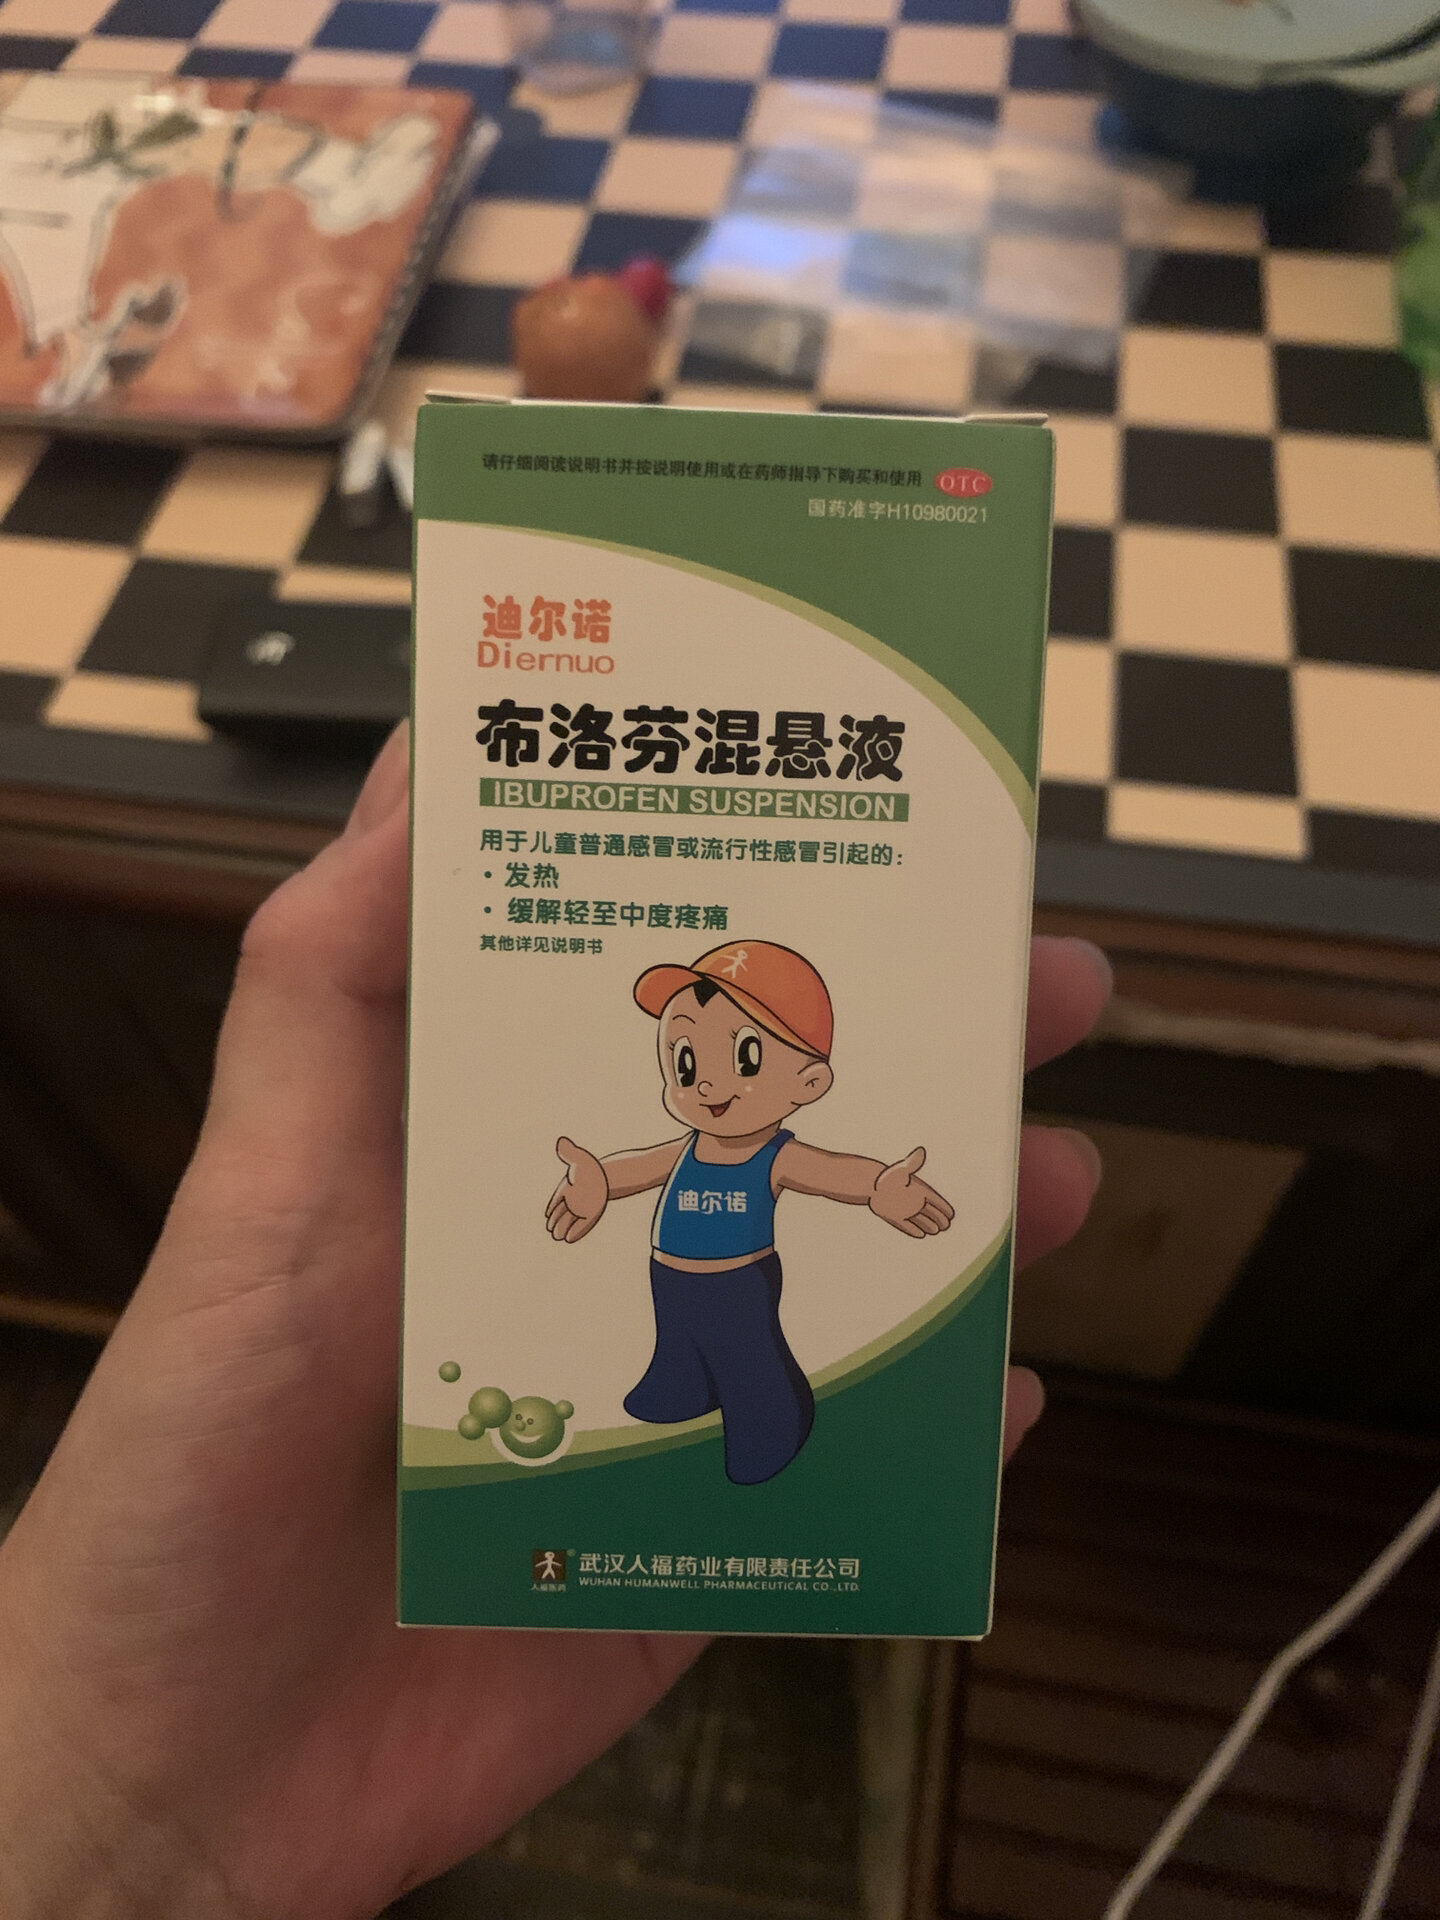 请仔细阅读说明书并按说明使用或在药师指导下购买和使用
OTC
国药准字H10980021
迪尔诺
Diernuo
布洛芬混悬液
IBUPROFEN SUSPENSION
用于儿童普通感冒或流行性感冒引起的:
• 发热
• 缓解轻至中度疼痛
其他详见说明书
迪尔诺
人福医药
®
武汉人福药业有限责任公司
WUHAN HUMANWELL PHARMACEUTICAL CO.,LTD.